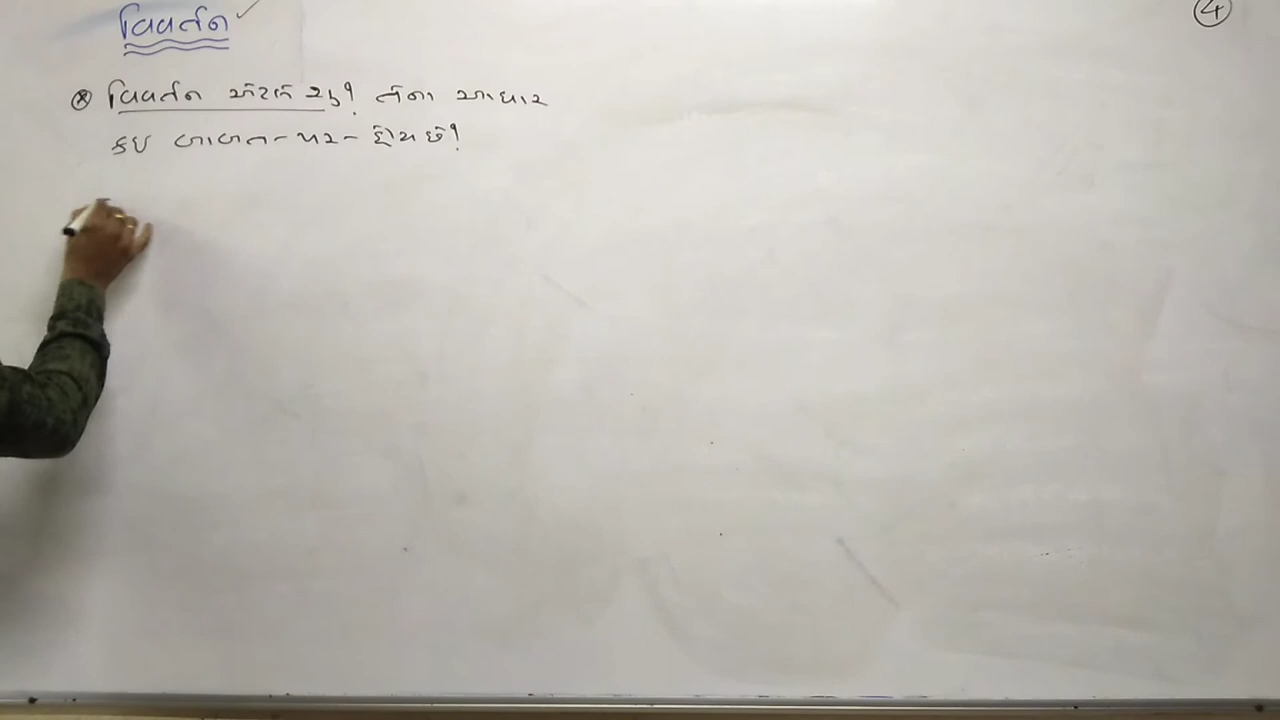 વિવર્તન
④
⊗ વિવર્તન એટલે શું? તેના આધાર
કઈ બાબત પર હોય છે?